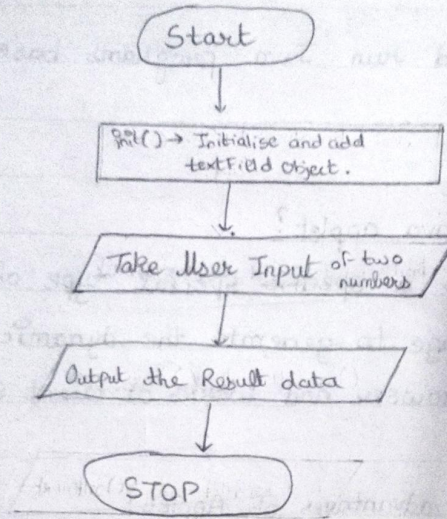 Start
init() → Initialise and add
textField Object.
Take User Input of two
numbers
Output the Result data
STOP